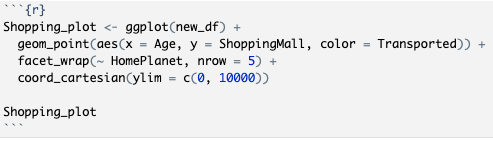 ```{r}
Shopping_plot <- ggplot(new_df) +
  geom_point(aes(x = Age, y = ShoppingMall, color = Transported)) +
  facet_wrap(~ HomePlanet, nrow = 5) +
  coord_cartesian(ylim = c(0, 10000))

Shopping_plot
```